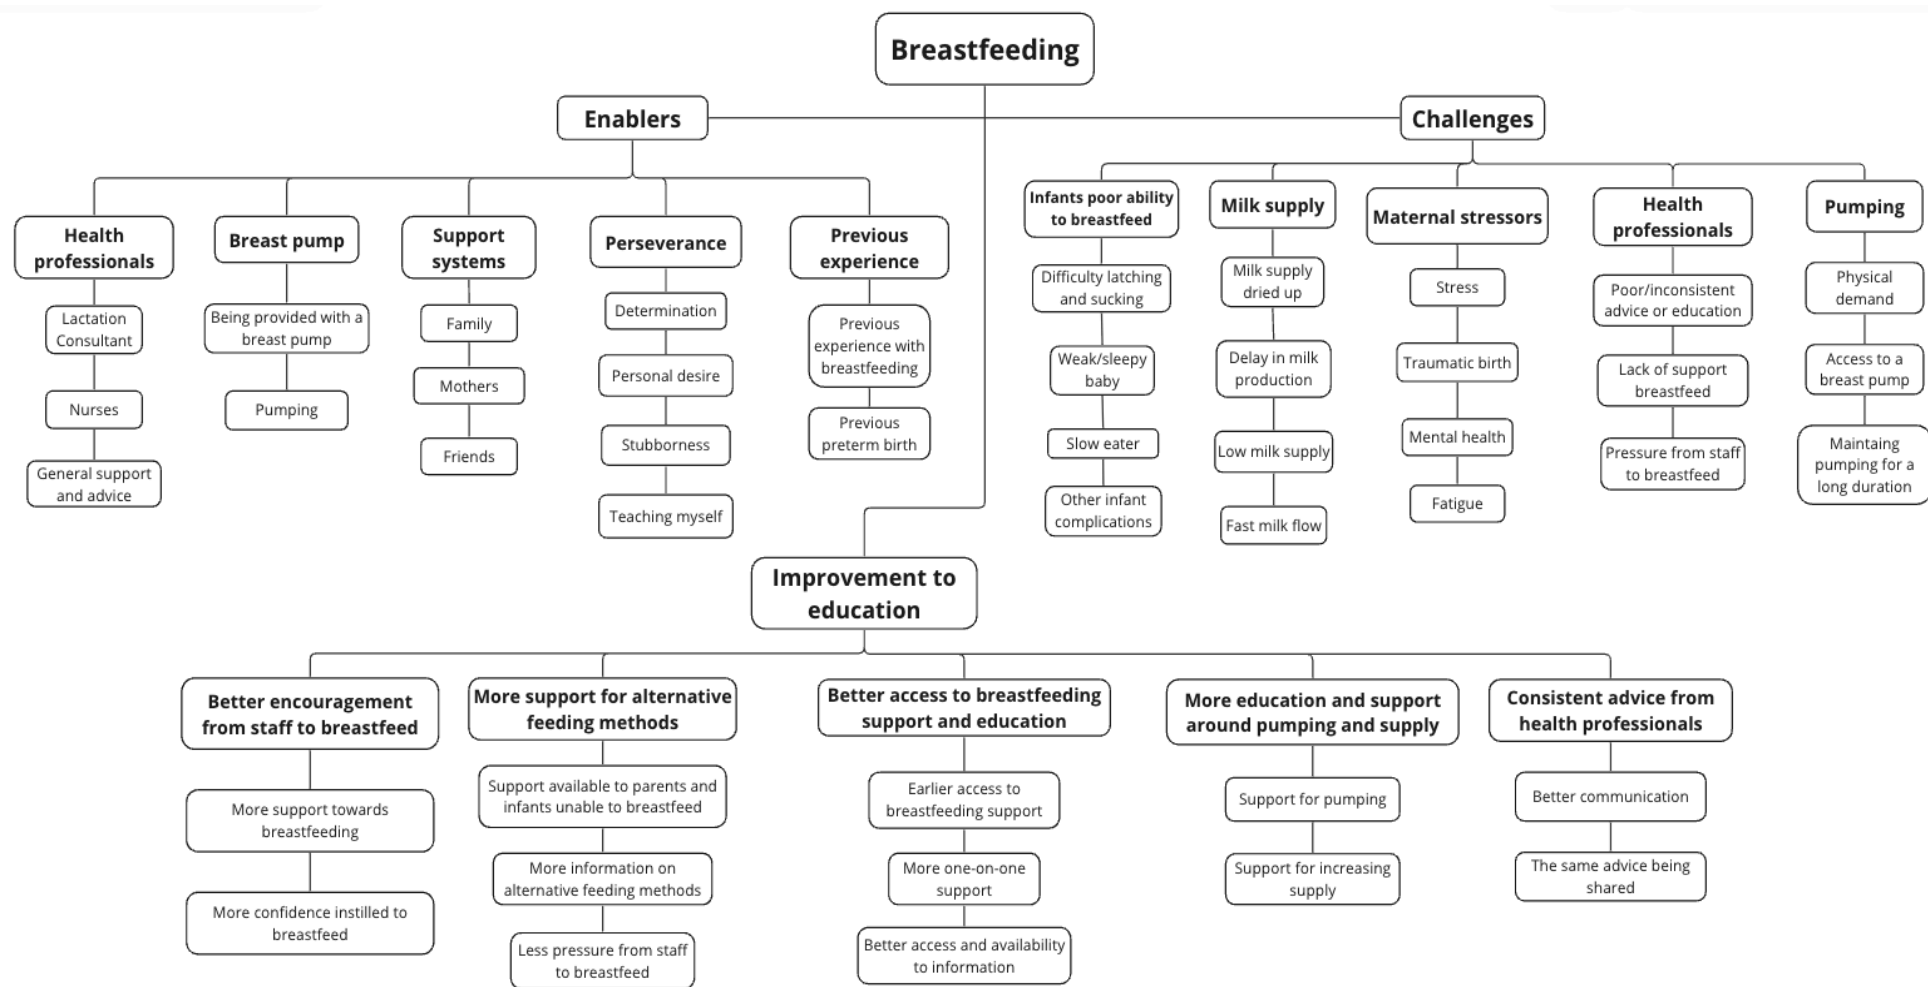 Breastfeeding
Enablers
Challenges
Health
professionals
Lactation
Consultant
Nurses
General support
and advice
Breast pump
Being provided with a
breast pump
Pumping
Support
systems
Family
Mothers
Friends
Perseverance
Determination
Personal desire
Stubborness
Teaching myself
Previous
experience
Previous
experience with
breastfeeding
Previous
preterm birth
Infants poor ability
to breastfeed
Difficulty latching
and sucking
Weak/sleepy
baby
Slow eater
Other infant
complications
Milk supply
Milk supply
dried up
Delay in milk
production
Low milk supply
Fast milk flow
Maternal stressors
Stress
Traumatic birth
Mental health
Fatigue
Health
professionals
Poor/inconsistent
advice or education
Lack of support
breastfeed
Pressure from staff
to breastfeed
Pumping
Physical
demand
Access to a
breast pump
Maintaing
pumping for a
long duration
Improvement to
education
Better encouragement
from staff to breastfeed
More support towards
breastfeeding
More confidence instilled to
breastfeed
More support for alternative
feeding methods
Support available to parents and
infants unable to breastfeed
More information on
alternative feeding methods
Less pressure from staff
to breastfeed
Better access to breastfeeding
support and education
Earlier access to
breastfeeding support
More one-on-one
support
Better access and availability
to information
More education and support
around pumping and supply
Support for pumping
Support for increasing
supply
Consistent advice from
health professionals
Better communication
The same advice being
shared